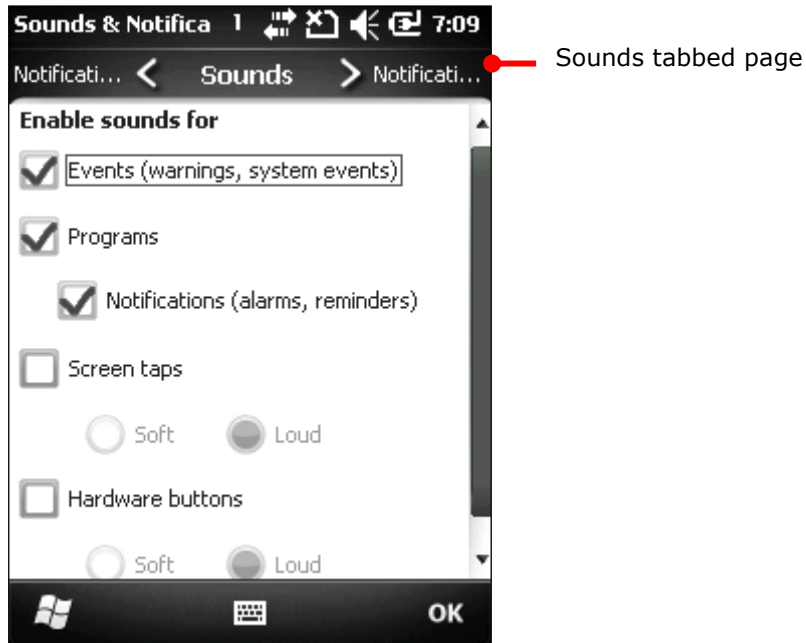 Sounds & Notifica 1 7:09
Notificati... Sounds Notificati...
Sounds tabbed page
Enable sounds for
Events (warnings, system events)
Programs
Notifications (alarms, reminders)
Screen taps
Soft Loud
Hardware buttons
Soft Loud
OK